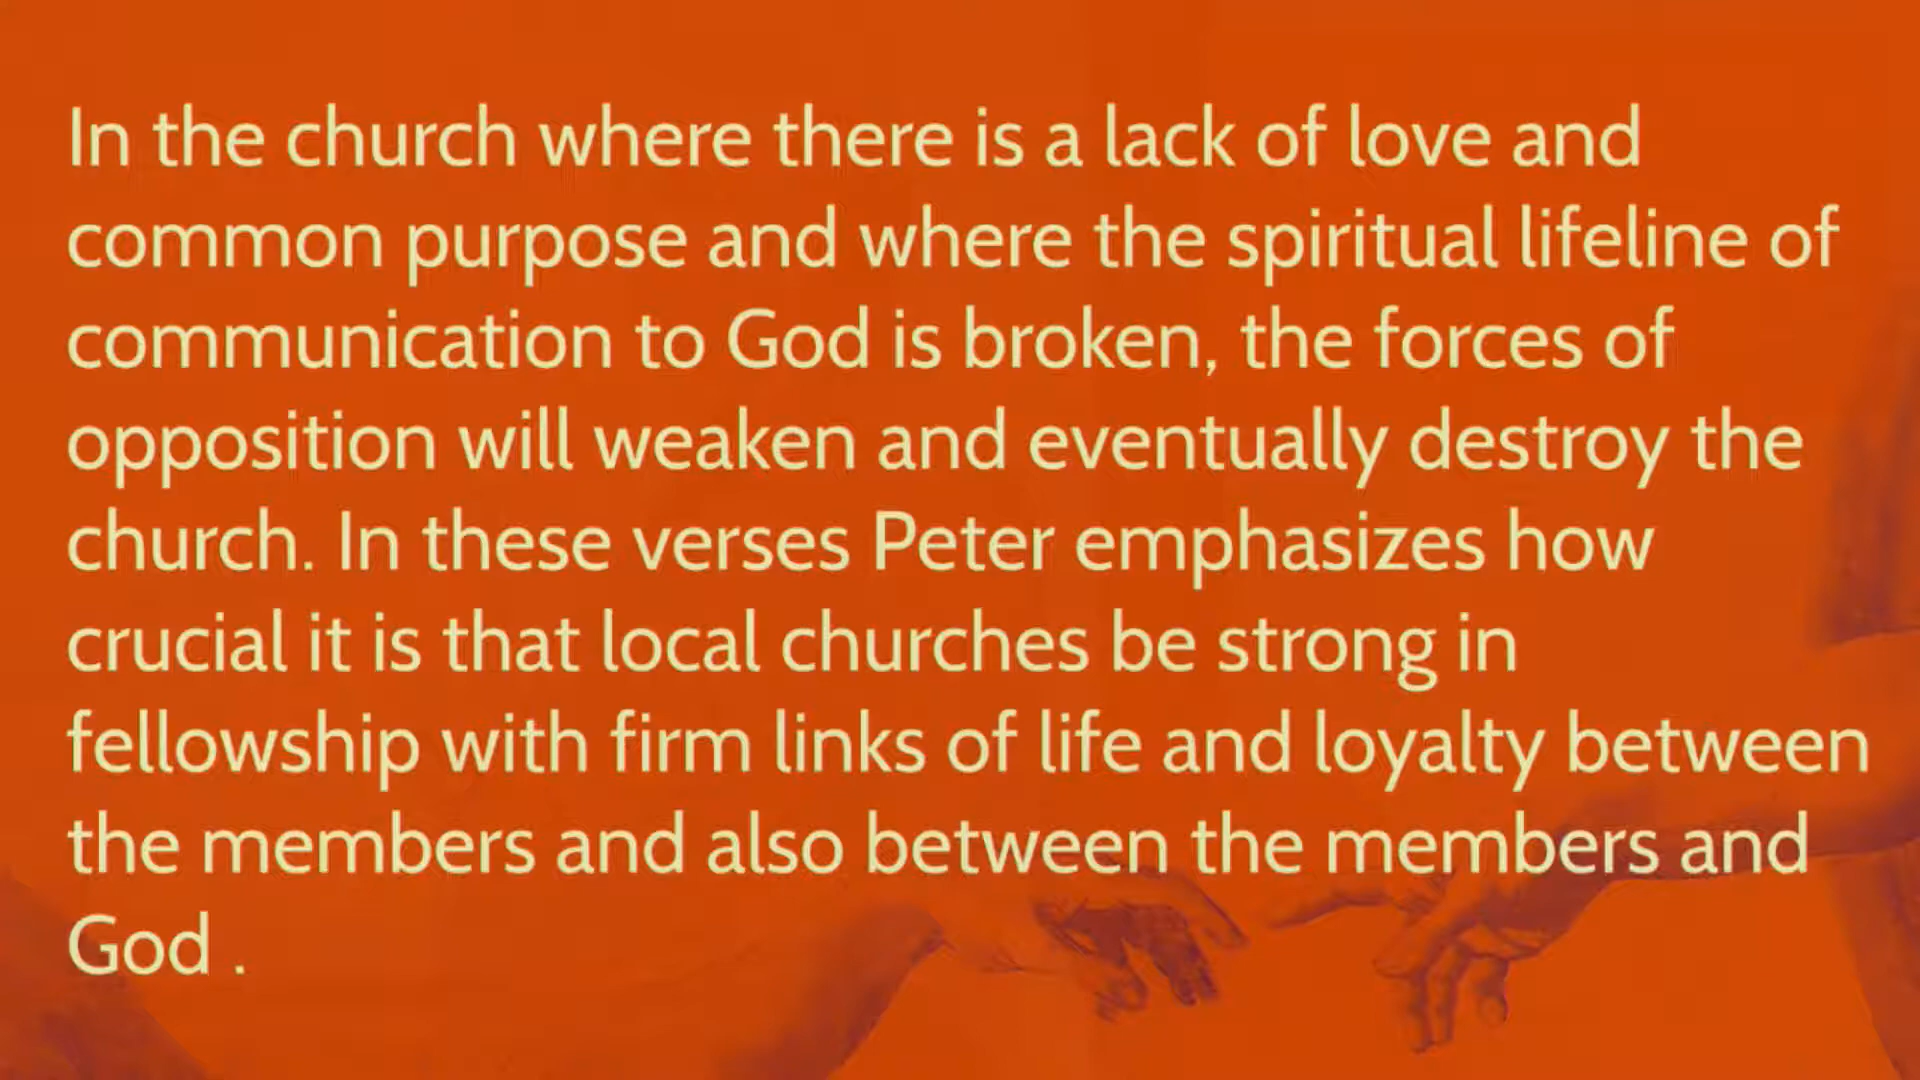 In the church where there is a lack of love and
common purpose and where the spiritual lifeline of
communication to God is broken, the forces of
opposition will weaken and eventually destroy the
church. In these verses Peter emphasizes how
crucial it is that local churches be strong in
fellowship with firm links of life and loyalty between
the members and also between the members and
God .